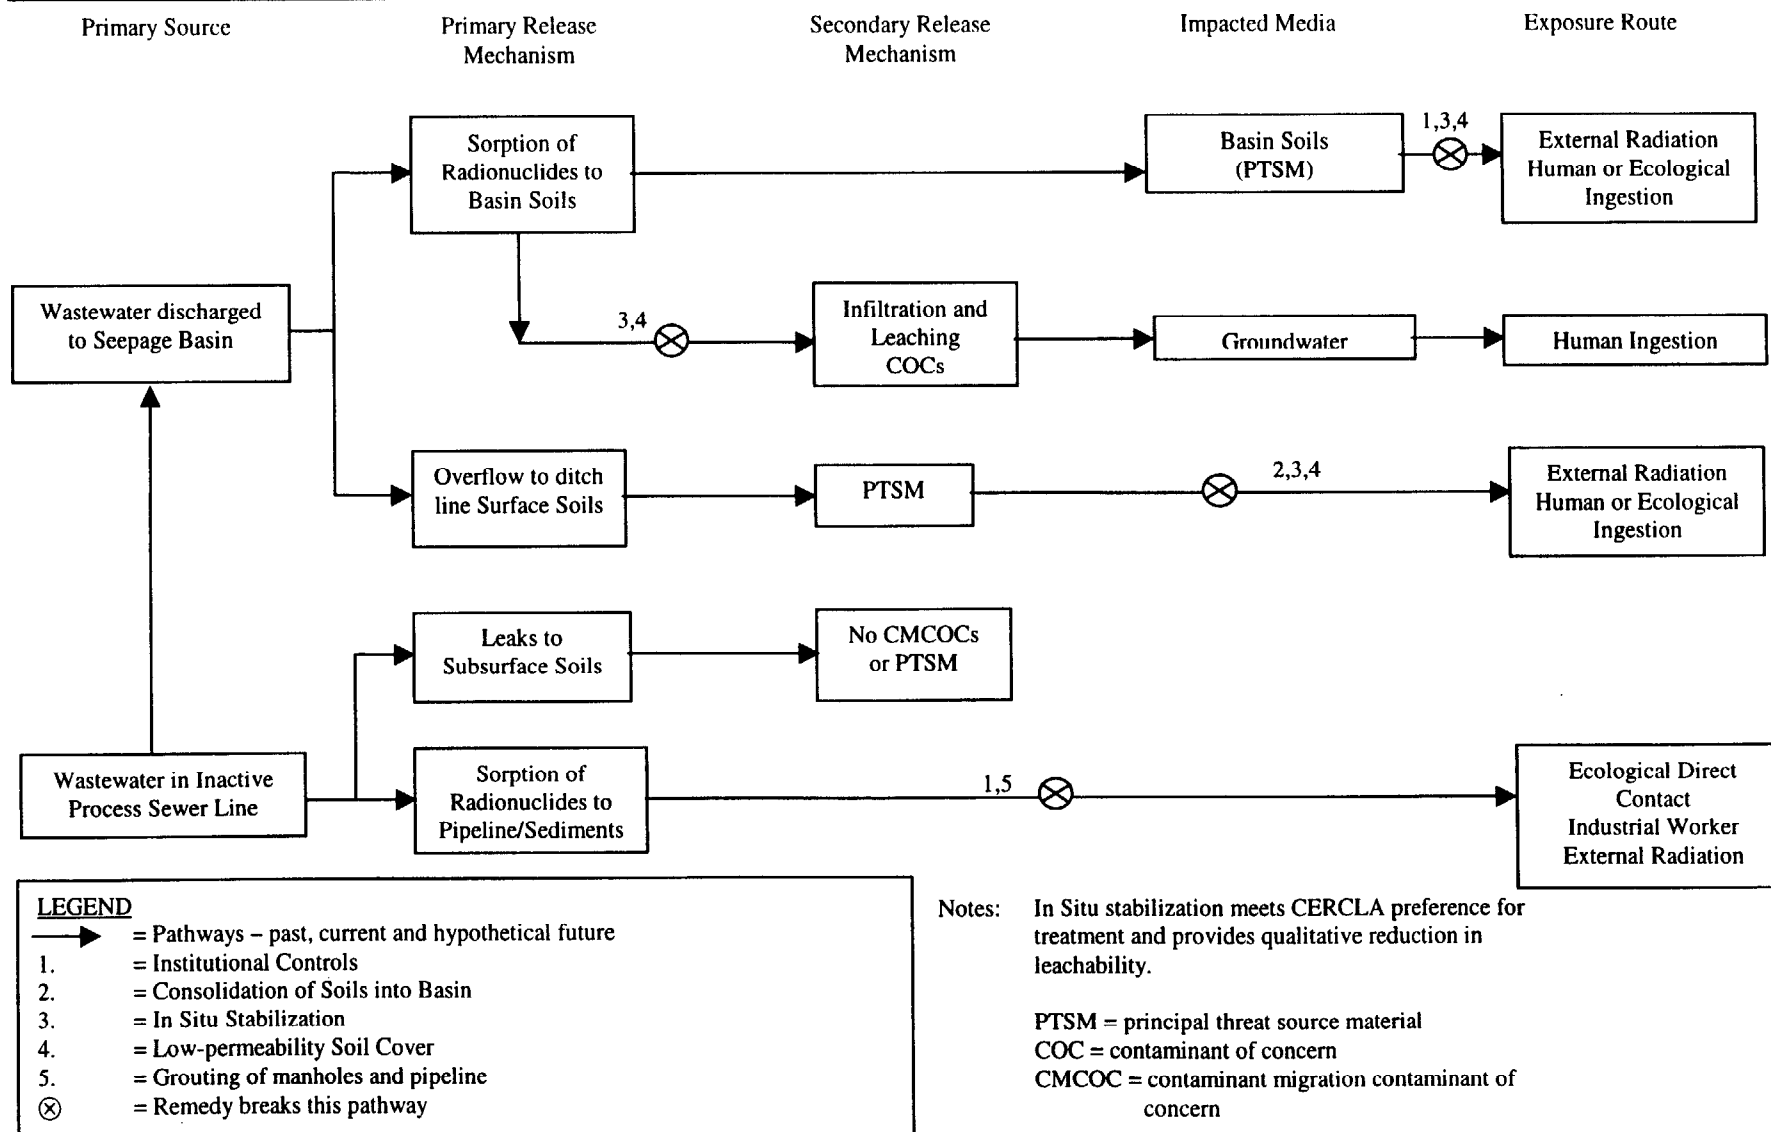 Primary Source
Primary Release
Mechanism
Secondary Release
Mechanism
Impacted Media
Exposure Route
Sorption of
Radionuclides to
Basin Soils
Basin Soils
(PTSM)
1,3,4
External Radiation
Human or Ecological
Ingestion
Wastewater discharged
to Seepage Basin
3,4
Infiltration and
Leaching
COCs
Groundwater
Human Ingestion
Overflow to ditch
line Surface Soils
PTSM
2,3,4
External Radiation
Human or Ecological
Ingestion
Leaks to
Subsurface Soils
No CMCOCs
or PTSM
Wastewater in Inactive
Process Sewer Line
Sorption of
Radionuclides to
Pipeline/Sediments
1,5
Ecological Direct
Contact
Industrial Worker
External Radiation
LEGEND
= Pathways – past, current and hypothetical future
1. = Institutional Controls
2. = Consolidation of Soils into Basin
3. = In Situ Stabilization
4. = Low-permeability Soil Cover
5. = Grouting of manholes and pipeline
= Remedy breaks this pathway
Notes: In Situ stabilization meets CERCLA preference for
treatment and provides qualitative reduction in
leachability.
PTSM = principal threat source material
COC = contaminant of concern
CMCOC = contaminant migration contaminant of
concern